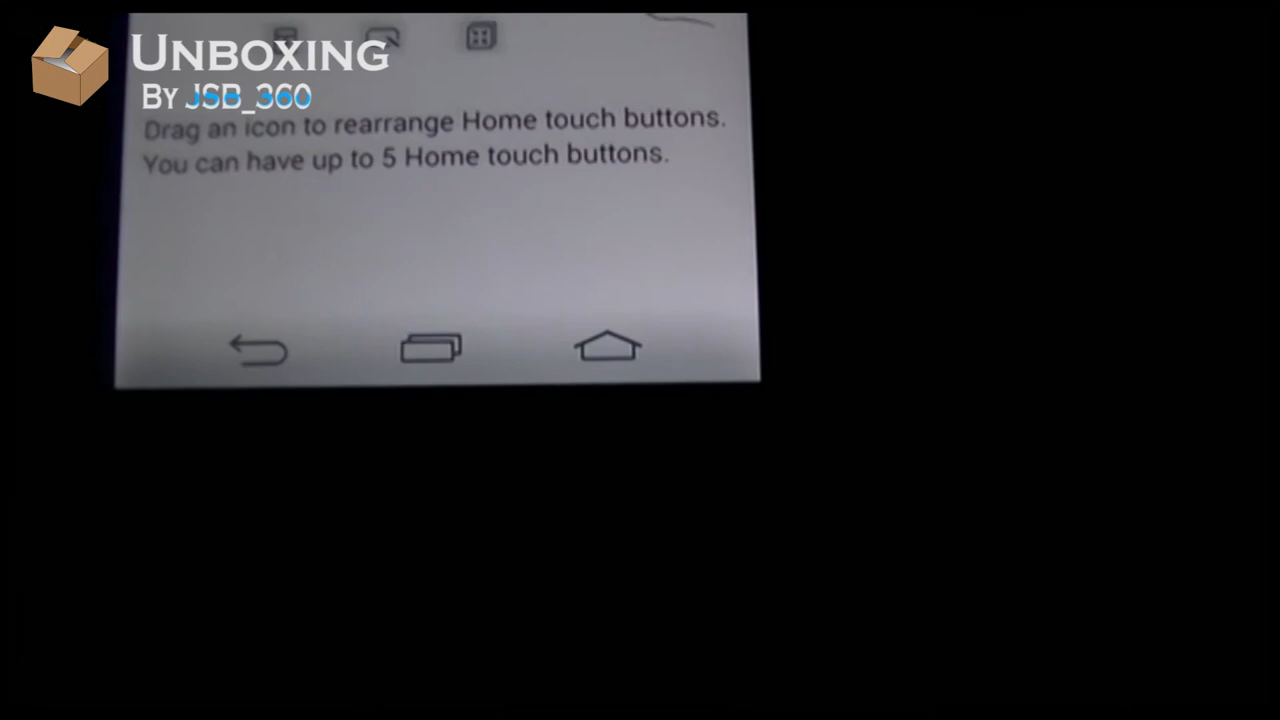 UNBOXING
BY JSB_360
Drag an icon to rearrange Home touch buttons.
You can have up to 5 Home touch buttons.